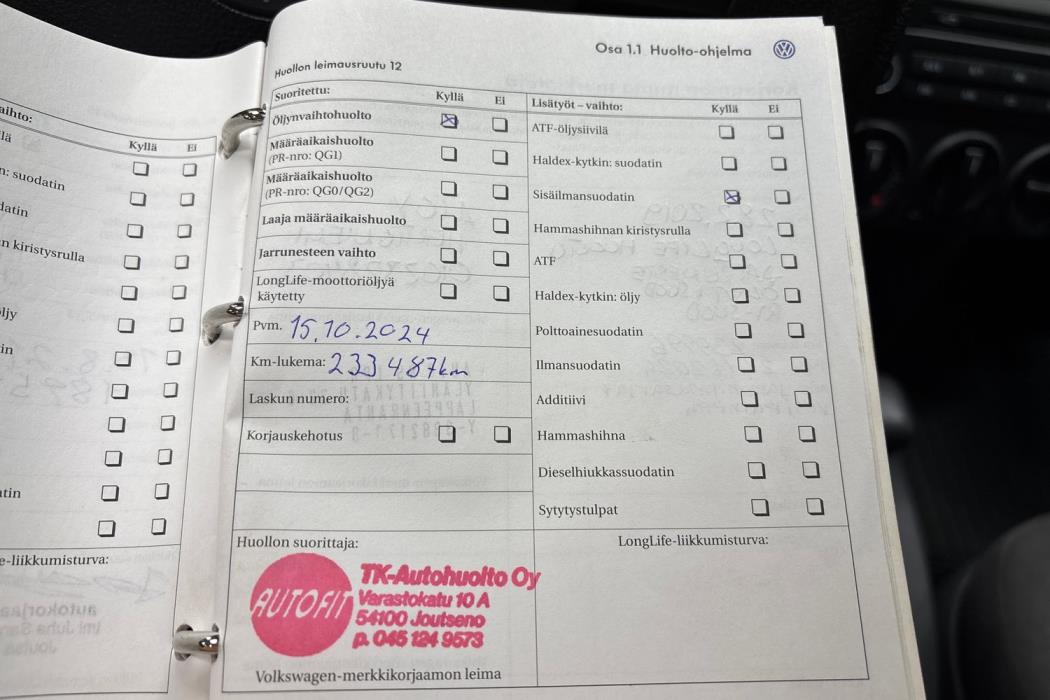 Osa 1.1 Huolto-ohjelma
Huollon leimausruutu 12
Suoritettu: Kyllä Ei
Öljynvaihtohuolto
Määräaikaishuolto
(PR-nro: QG1)
Määräaikaishuolto
(PR-nro: QG0/QG2)
Laaja määräaikaishuolto
Jarrunesteen vaihto
LongLife-moottoriöljyä
käytetty
Pvm. 15.10.2024
Km-lukema: 233 487km
Laskun numero:
Korjauskehotus
Lisätyöt – vaihto: Kyllä Ei
ATF-öljysiivilä
Haldex-kytkin: suodatin
Sisäilmansuodatin
Hammashihnan kiristysrulla
ATF
Haldex-kytkin: öljy
Polttoainesuodatin
Ilmansuodatin
Additiivi
Hammashihna
Dieselhiukkassuodatin
Sytytystulpat
Huollon suorittaja:
AUTOFIT
TK-Autohuolto Oy
Varastokatu 10 A
54100 Joutseno
p. 045 124 9573
Volkswagen-merkkikorjaamon leima
LongLife-liikkumisturva:
aihto:
Kyllä Ei
lä
n: suodatin
datin
n kiristysrulla
ljy
in
tin
e-liikkumisturva: